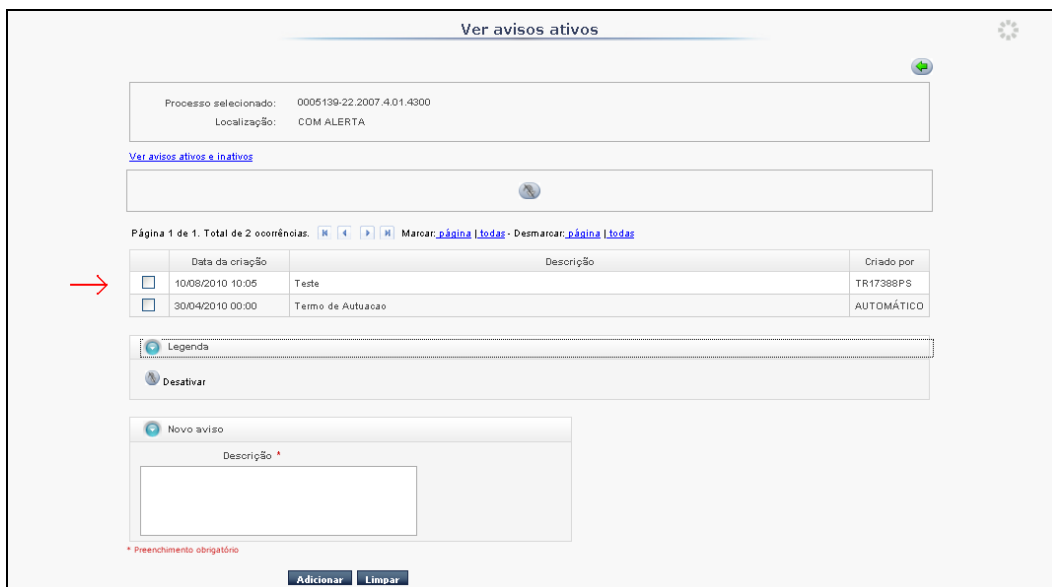 Ver avisos ativos
Processo selecionado: 0005139-22.2007.4.01.4300
Localização: COM ALERTA
Ver avisos ativos e inativos
Página 1 de 1. Total de 2 ocorrências. Marcar: página | todas - Desmarcar: página | todas
Data da criação Descrição Criado por
10/08/2010 10:05 Teste TR17388PS
30/04/2010 00:00 Termo de Autuacao AUTOMÁTICO
Legenda
Desativar
Novo aviso
Descrição *
* Preenchimento obrigatório
Adicionar Limpar